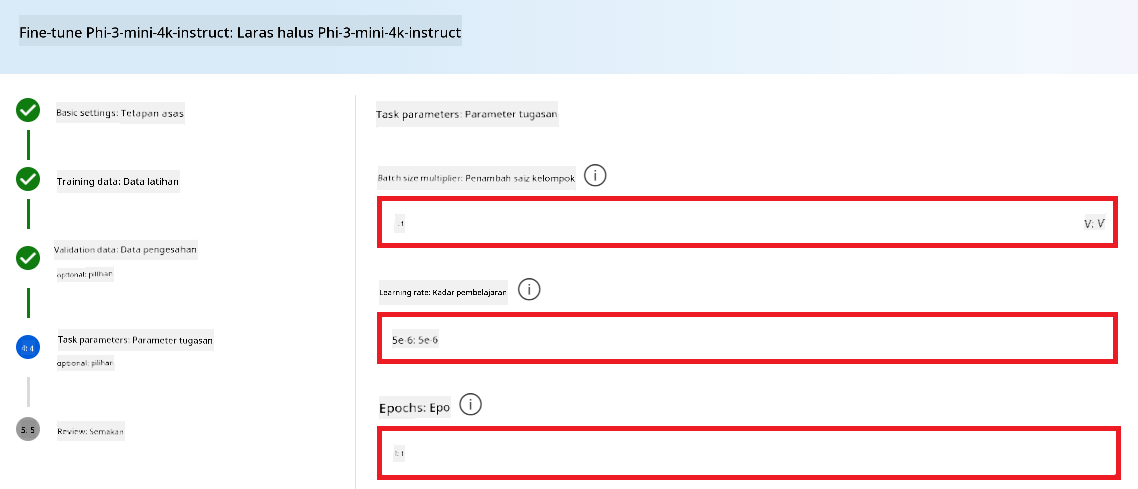 Fine-tune Phi-3-mini-4k-instruct: Laras halus Phi-3-mini-4k-instruct
Basic settings: Tetapan asas
Training data: Data latihan
Validation data: Data pengesahan
optional: pilihan
4: 4
Task parameters: Parameter tugasan
optional: pilihan
5: 5
Review: Semakan
Task parameters: Parameter tugasan
Batch size multiplier: Penambah saiz kelompok
V: V
Learning rate: Kadar pembelajaran
5e-6: 5e-6
Epochs: Epo